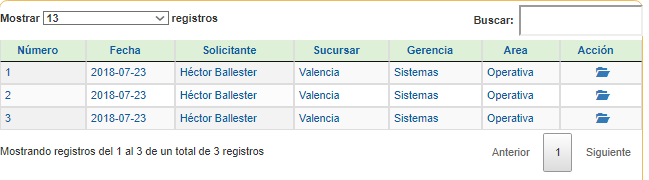 Mostrar 13 registros Buscar:
Número Fecha Solicitante Sucursar Gerencia Area Acción
1 2018-07-23 Héctor Ballester Valencia Sistemas Operativa
2 2018-07-23 Héctor Ballester Valencia Sistemas Operativa
3 2018-07-23 Héctor Ballester Valencia Sistemas Operativa
Mostrando registros del 1 al 3 de un total de 3 registros Anterior 1 Siguiente